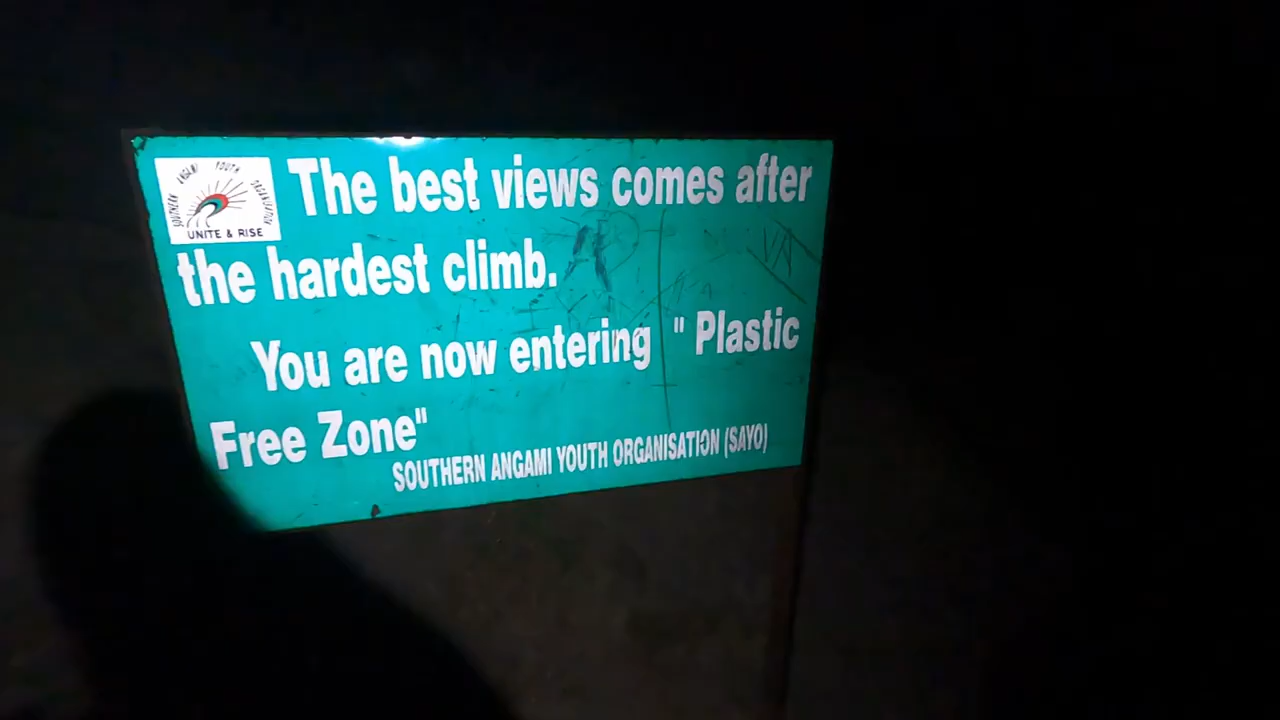 SOUTHERN ANGAMI YOUTH ORGANISATION
UNITE & RISE
The best views comes after
the hardest climb.
You are now entering " Plastic
Free Zone"
SOUTHERN ANGAMI YOUTH ORGANISATION (SAYO)